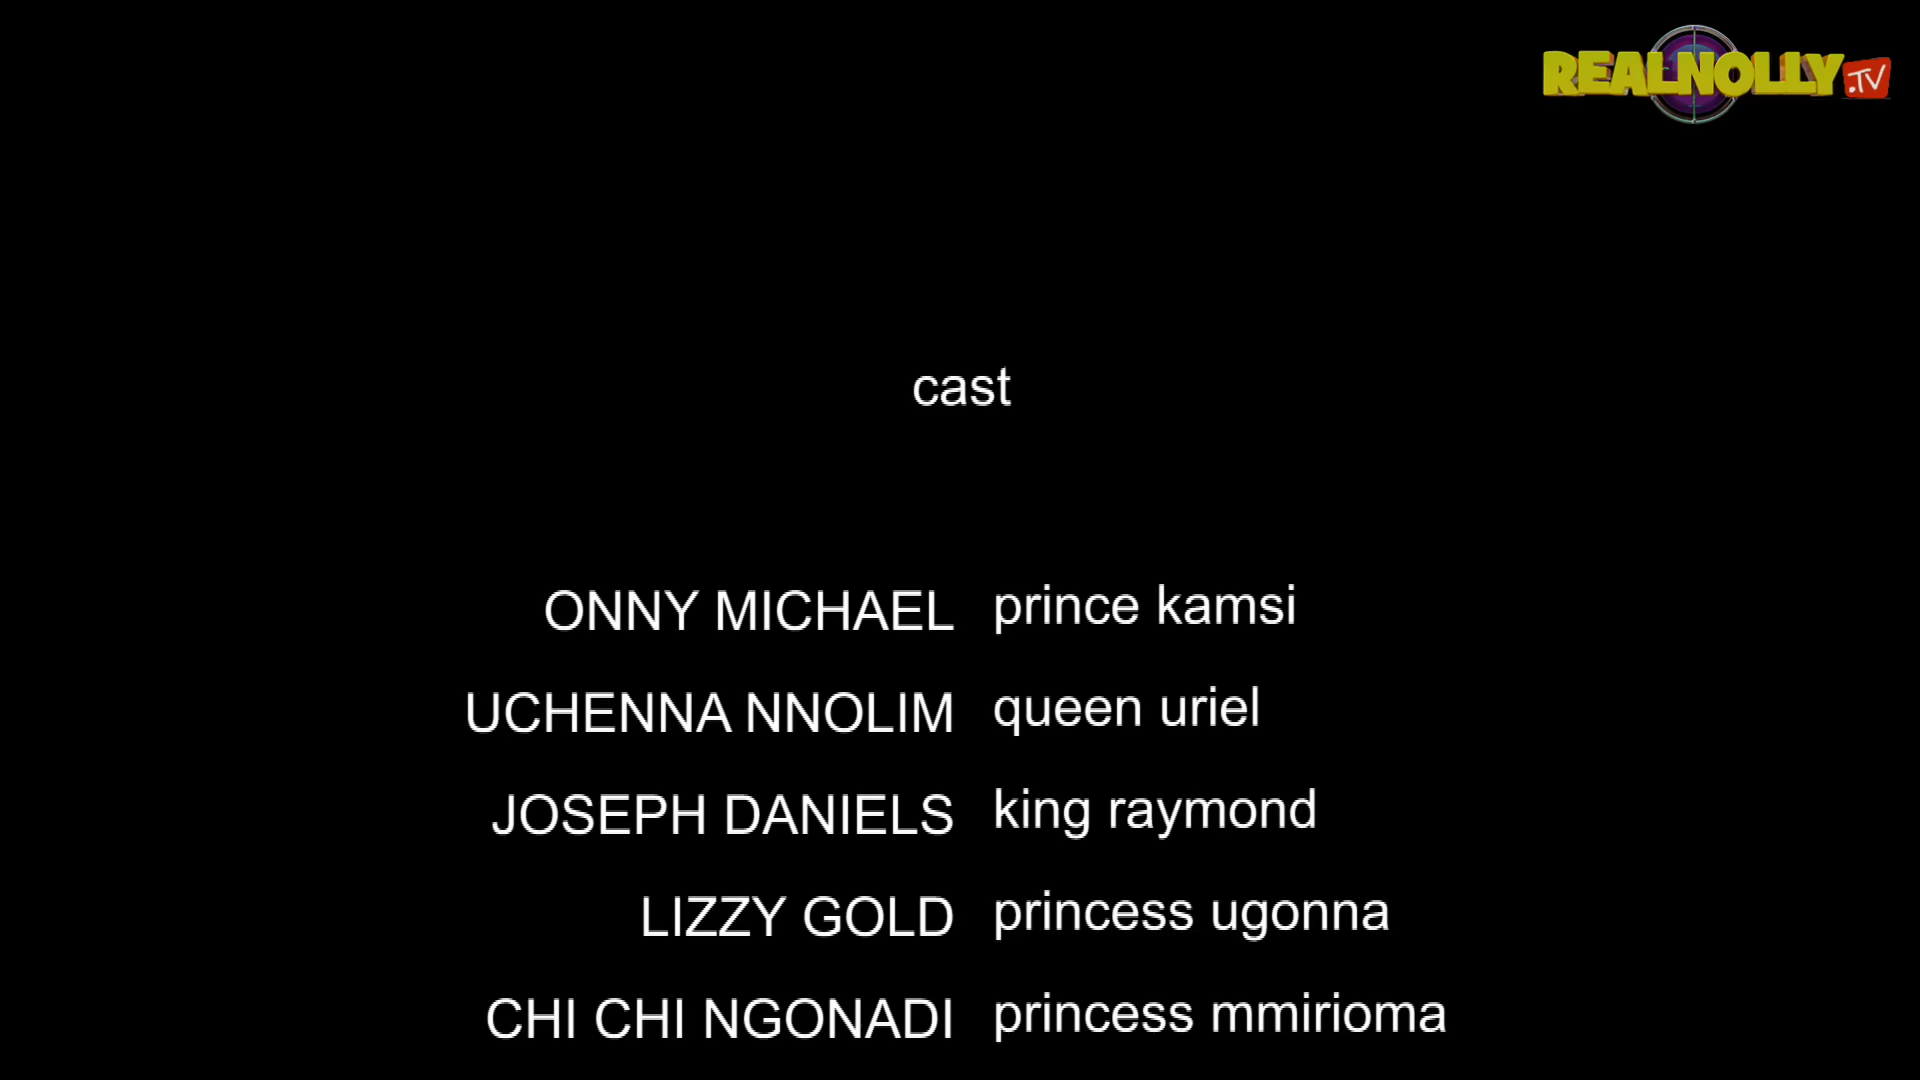 REALNOLLY.TV
cast
ONNY MICHAEL prince kamsi
UCHENNA NNOLIM queen uriel
JOSEPH DANIELS king raymond
LIZZY GOLD princess ugonna
CHI CHI NGONADI princess mmirioma